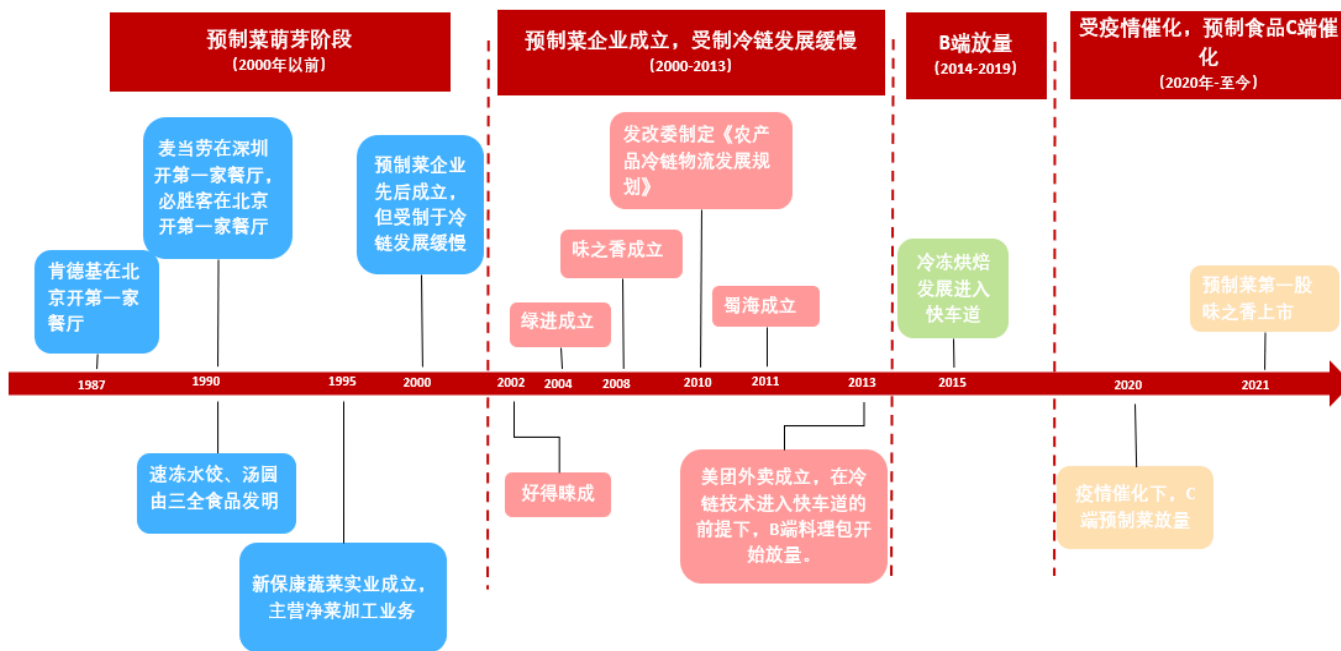 预制菜萌芽阶段
(2000年以前)
预制菜企业成立，受制冷链发展缓慢
(2000-2013)
B端放量
(2014-2019)
受疫情催化，预制食品C端催
化
(2020年-至今)
肯德基在北
京开第一家
餐厅
麦当劳在深圳
开第一家餐厅，
必胜客在北京
开第一家餐厅
预制菜企业
先后成立，
但受制于冷
链发展缓慢
绿进成立
味之香成立
发改委制定《农产
品冷链物流发展规
划》
蜀海成立
冷冻烘焙
发展进入
快车道
预制菜第一股
味之香上市
1987
1990
1995
2000
2002
2004
2008
2010
2011
2013
2015
2020
2021
速冻水饺、汤圆
由三全食品发明
新保康蔬菜实业成立，
主营净菜加工业务
好得睐成
美团外卖成立，在冷
链技术进入快车道的
前提下，B端料理包开
始放量。
疫情催化下，C
端预制菜放量